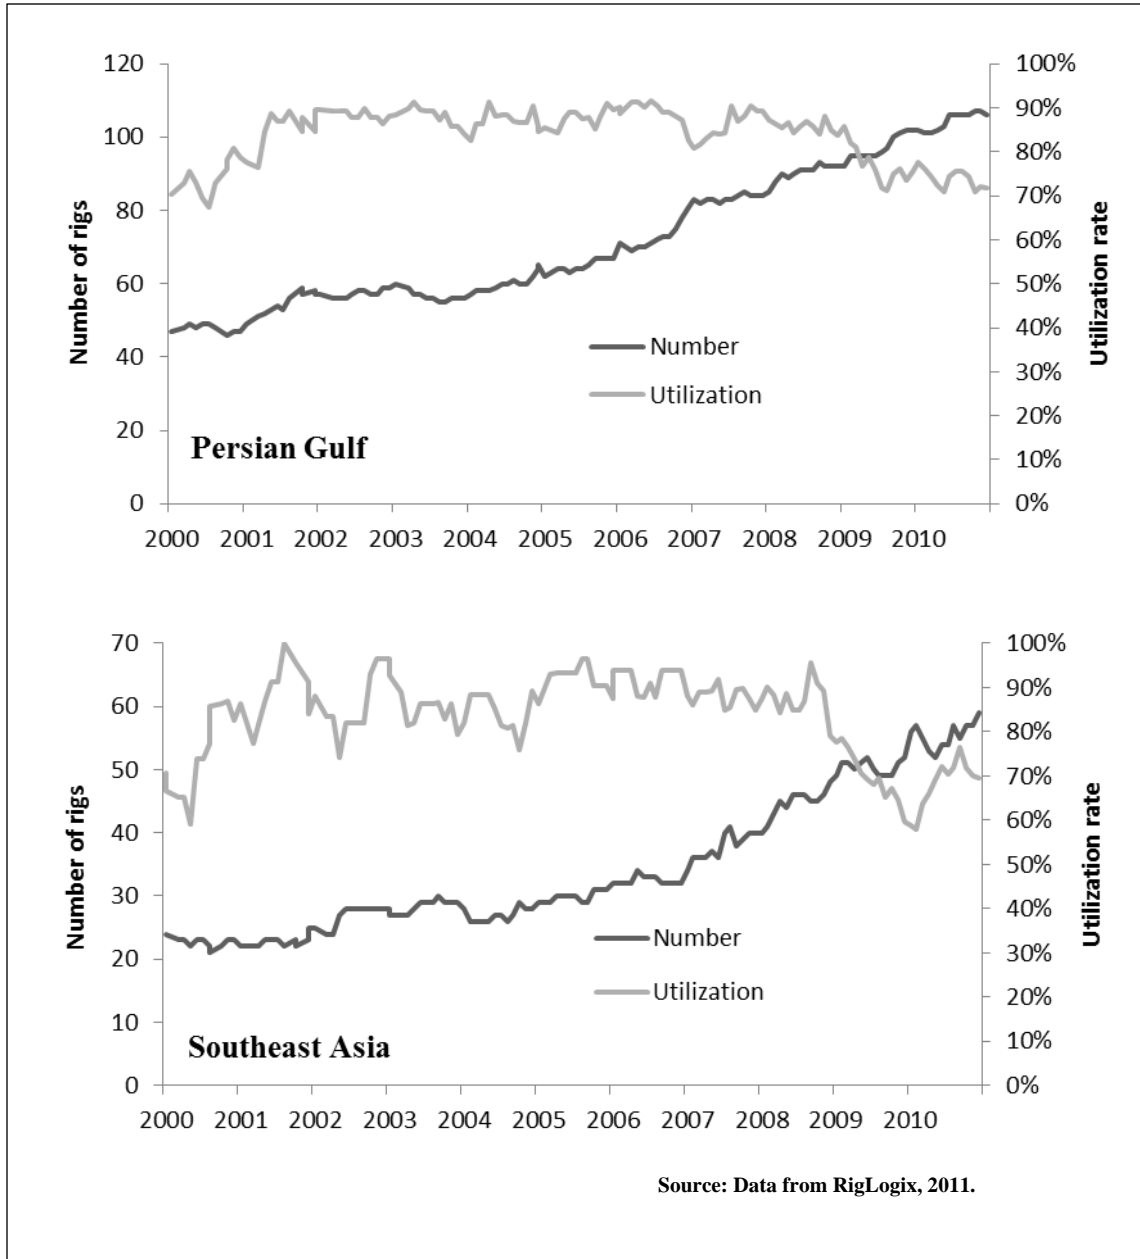 120
100
80
60
40
20
0
Number of rigs
100%
90%
80%
70%
60%
50%
40%
30%
20%
10%
0%
Utilization rate
Number
Utilization
Persian Gulf
2000 2001 2002 2003 2004 2005 2006 2007 2008 2009 2010
70
60
50
40
30
20
10
0
Number of rigs
100%
90%
80%
70%
60%
50%
40%
30%
20%
10%
0%
Utilization rate
Number
Utilization
Southeast Asia
2000 2001 2002 2003 2004 2005 2006 2007 2008 2009 2010
Source: Data from RigLogix, 2011.